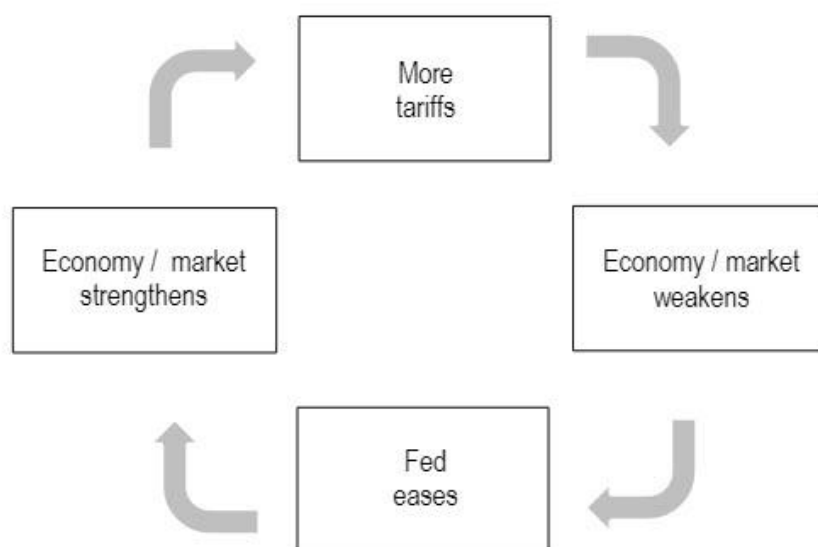 More
tariffs
Economy / market
strengthens
Economy / market
weakens
Fed
eases